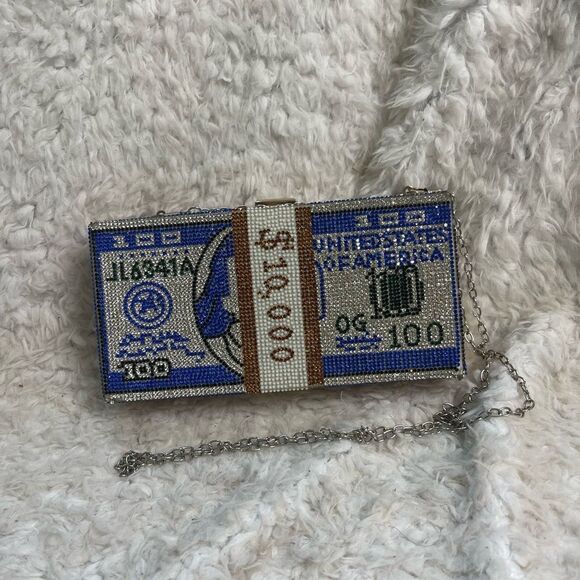 100
JL6341A
100
$10,000
100
UNITED STATES
OF AMERICA
OG 100